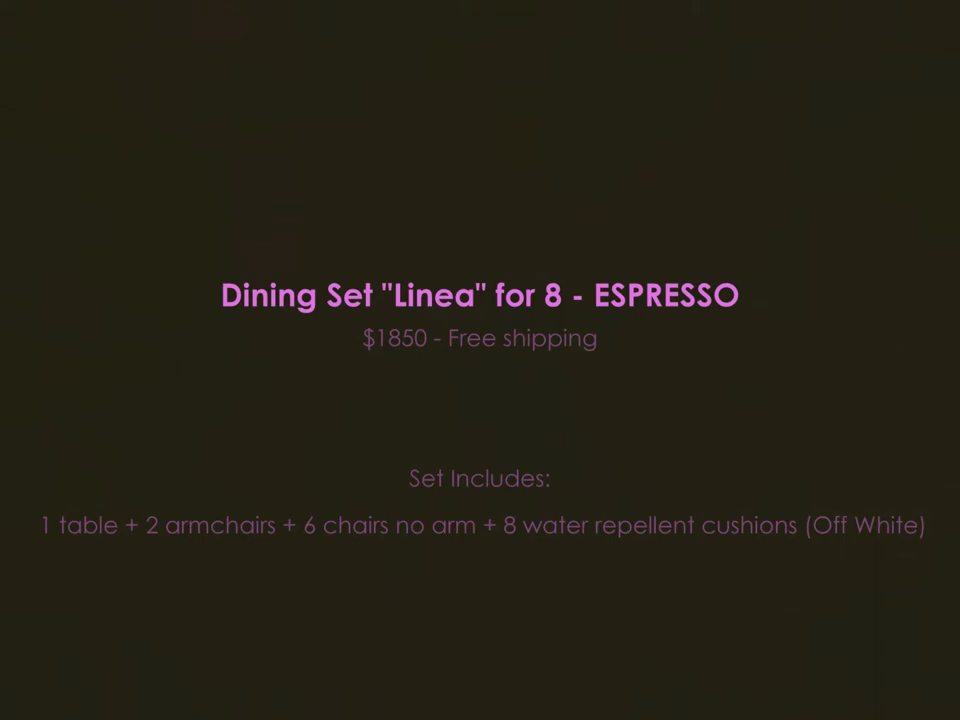 Dining Set "Linea" for 8 - ESPRESSO
$1850 - Free shipping
Set Includes:
1 table + 2 armchairs + 6 chairs no arm + 8 water repellent cushions (Off White)